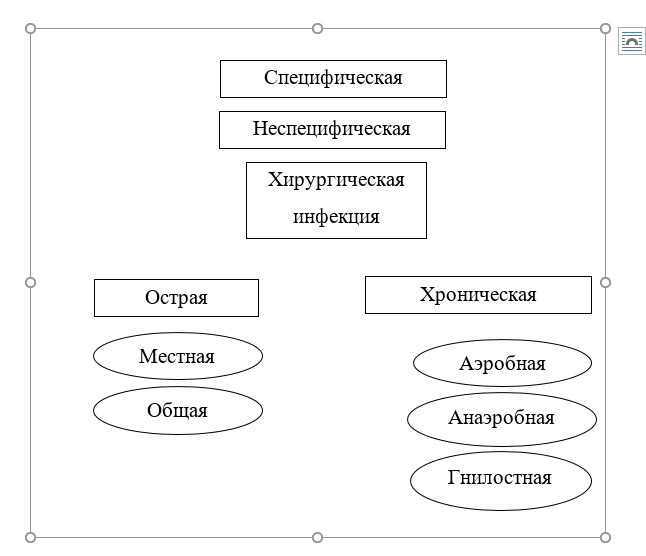 Специфическая
Неспецифическая
Хирургическая
инфекция
Острая
Хроническая
Местная
Аэробная
Общая
Анаэробная
Гнилостная